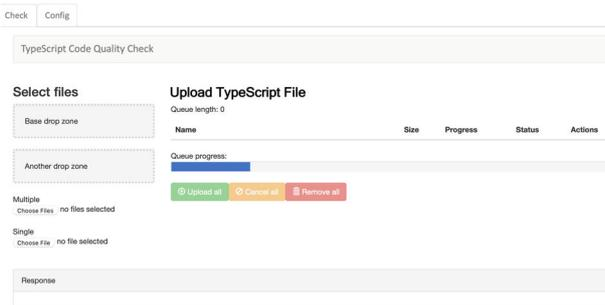 Check Config
TypeScript Code Quality Check
Select files
Base drop zone
Another drop zone
Multiple
Choose Files no files selected
Single
Choose File no file selected
Upload TypeScript File
Queue length: 0
Name Size Progress Status Actions
Queue progress:
Upload all Cancel all Remove all
Response